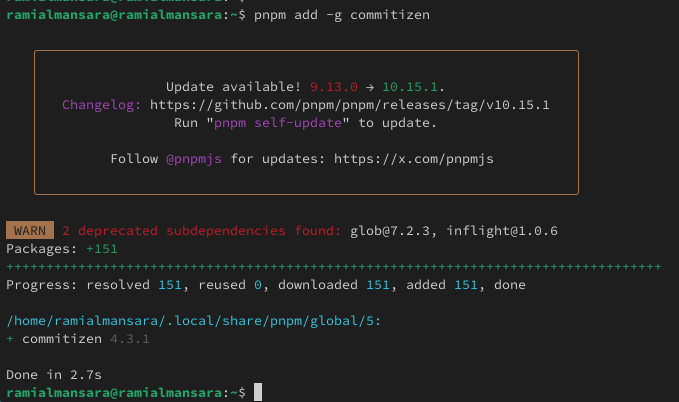 ramialmansara@ramialmansara:~$ pnpm add -g commitizen
Update available! 9.13.0 → 10.15.1.
Changelog: https://github.com/pnpm/pnpm/releases/tag/v10.15.1
Run "pnpm self-update" to update.
Follow @pnpmjs for updates: https://x.com/pnpmjs
WARN 2 deprecated subdependencies found: glob@7.2.3, inflight@1.0.6
Packages: +151
++++++++++++++++++++++++++++++++++++++++++++++++++++++++++++++++++++++++++++++++++
Progress: resolved 151, reused 0, downloaded 151, added 151, done
/home/ramialmansara/.local/share/pnpm/global/5:
+ commitizen 4.3.1
Done in 2.7s
ramialmansara@ramialmansara:~$